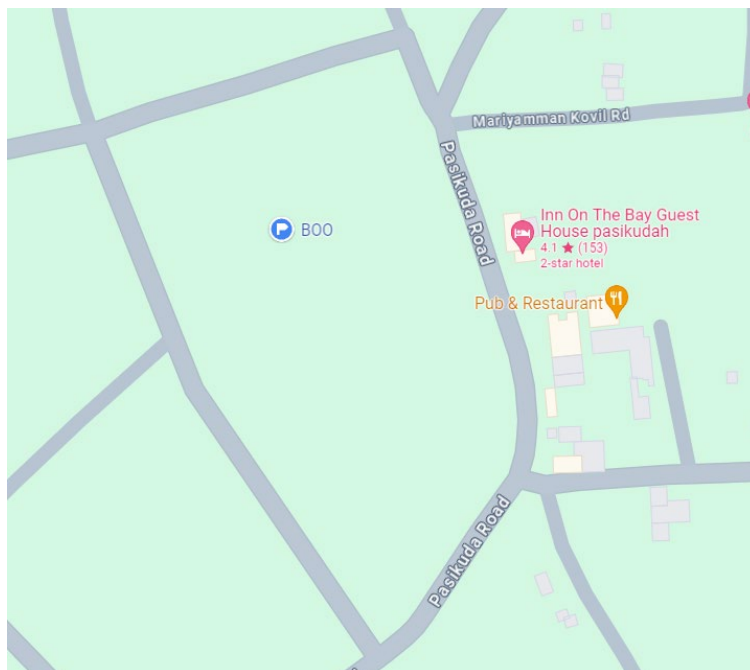 Mariyamman Kovil Rd
Pasikuda Road
BOO
Inn On The Bay Guest
House pasikudah
4.1 ★ (153)
2-star hotel
Pub & Restaurant
Pasikuda Road